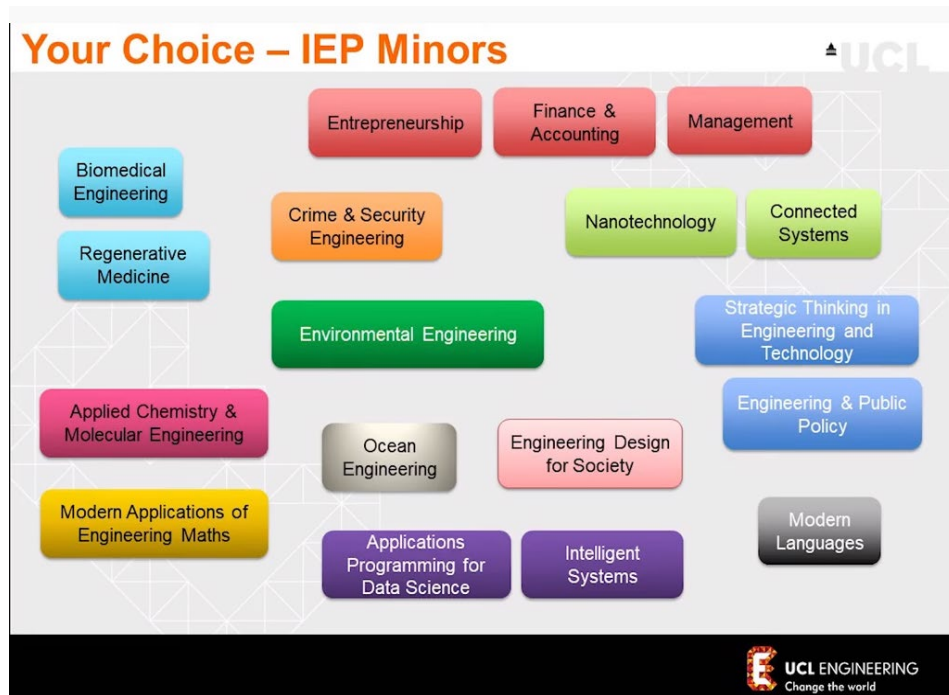 Your Choice – IEP Minors
UCL
Entrepreneurship
Finance &
Accounting
Management
Biomedical
Engineering
Crime & Security
Engineering
Nanotechnology
Connected
Systems
Regenerative
Medicine
Environmental Engineering
Strategic Thinking in
Engineering and
Technology
Applied Chemistry &
Molecular Engineering
Engineering & Public
Policy
Ocean
Engineering
Engineering Design
for Society
Modern Applications of
Engineering Maths
Modern
Languages
Applications
Programming for
Data Science
Intelligent
Systems
UCL ENGINEERING
Change the world